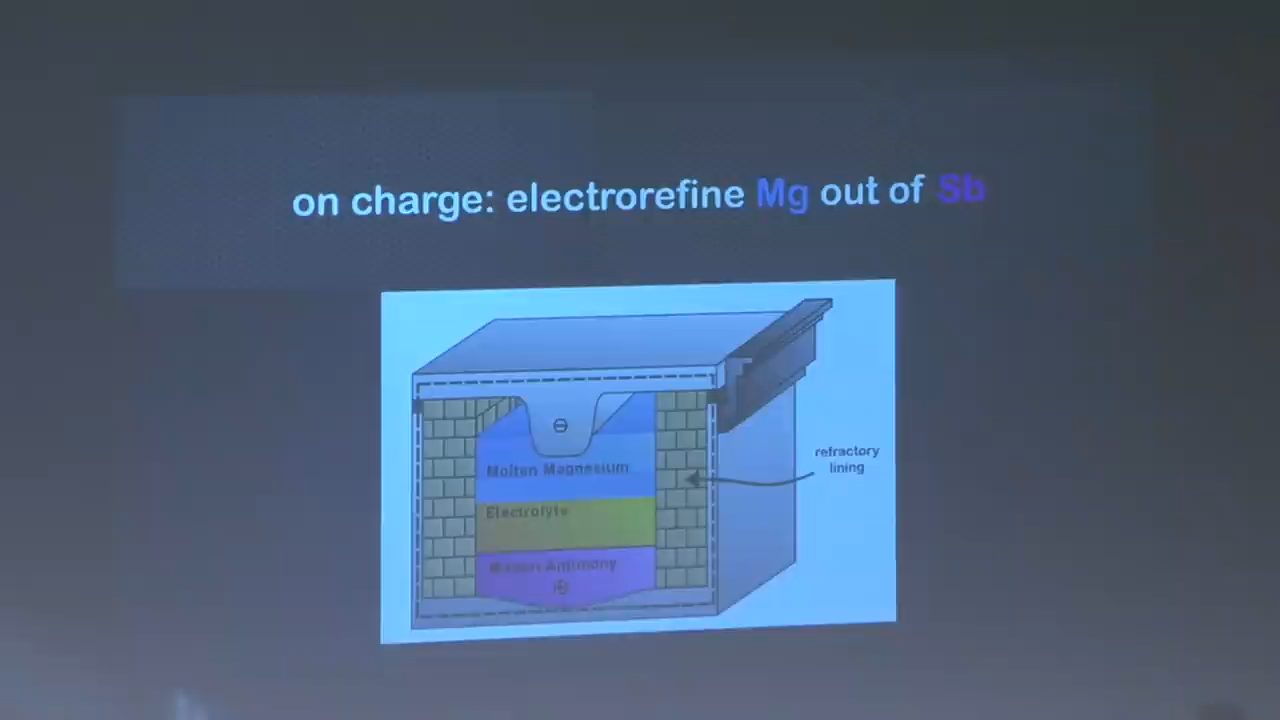 on charge: electrorefine Mg out of Sb
⊖
Molten Magnesium
Electrolyte
Molten Antimony
⊕
refractory
lining